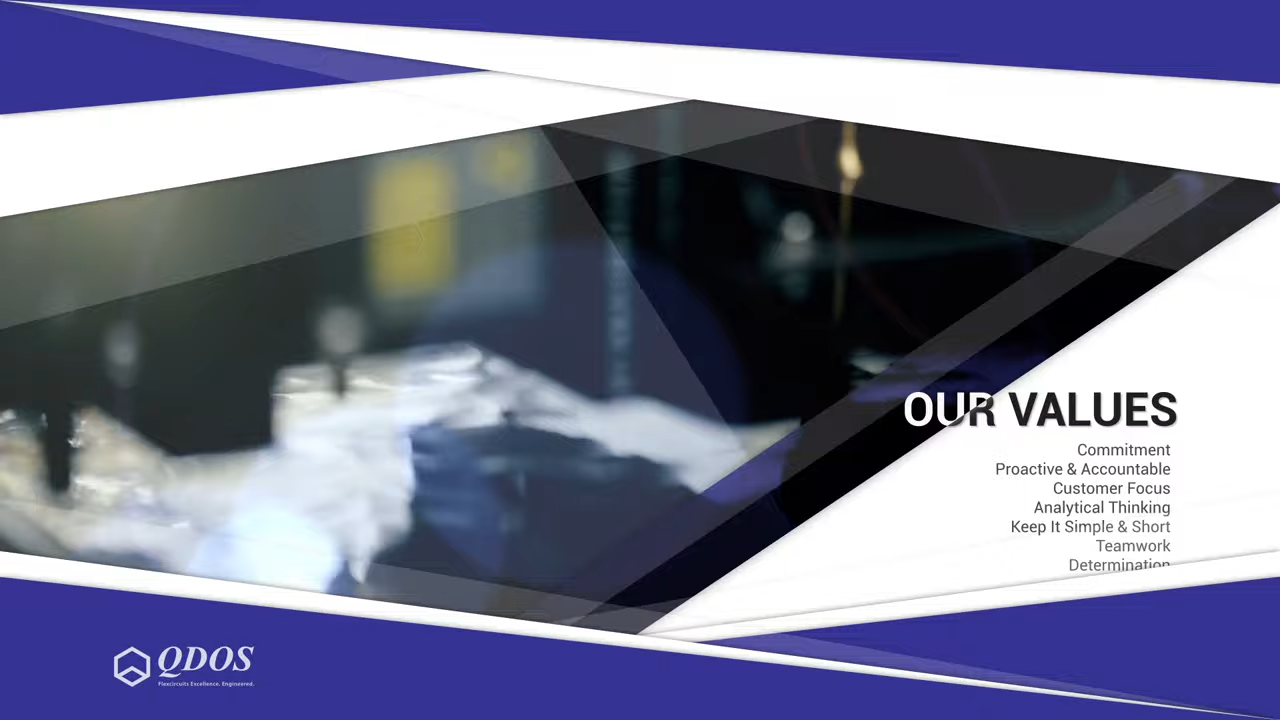 OUR VALUES
Commitment
Proactive & Accountable
Customer Focus
Analytical Thinking
Keep It Simple & Short
Teamwork
Determination
QDOS
Flexcircuits Excellence. Engineered.